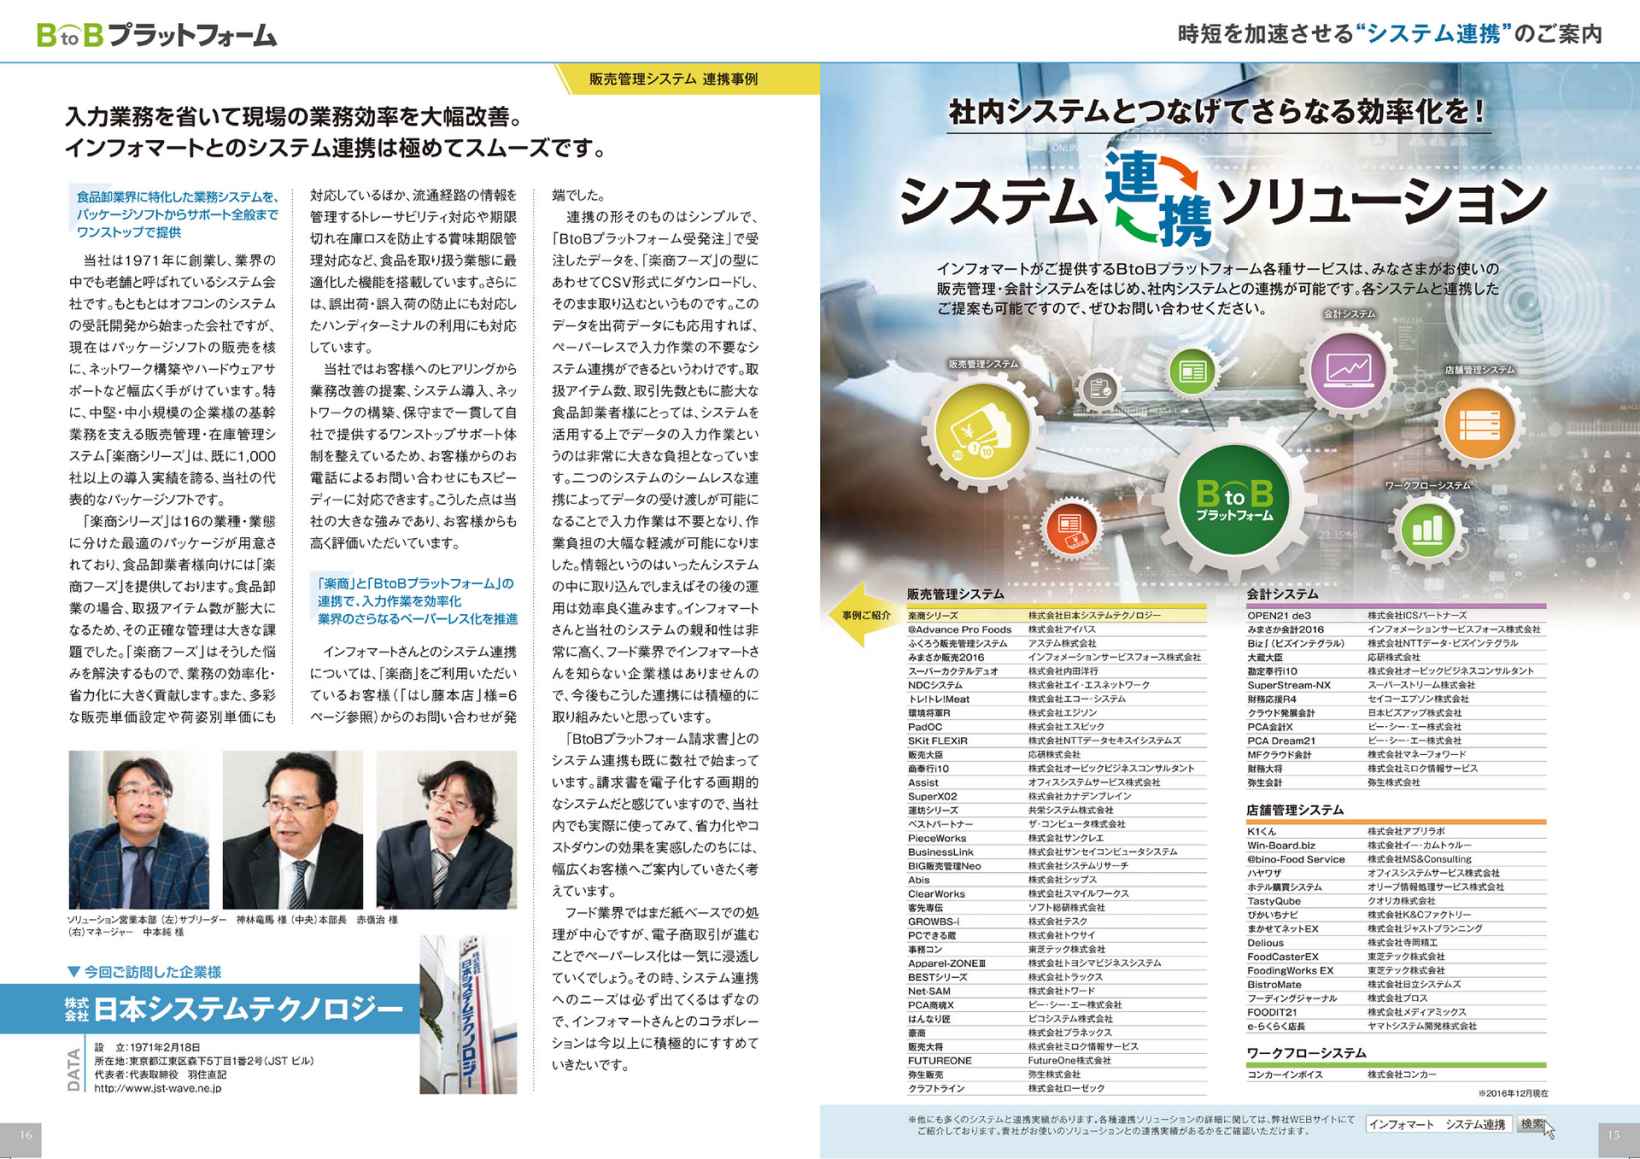 BtoBプラットフォーム
時短を加速させる“システム連携”のご案内
販売管理システム 連携事例
入力業務を省いて現場の業務効率を大幅改善。
インフォマートとのシステム連携は極めてスムーズです。
食品卸業界に特化した業務システムを、
パッケージソフトからサポート全般まで
ワンストップで提供
当社は1971年に創業し、業界の
中でも老舗と呼ばれているシステム会
社です。もともとはオフコンのシステム
の受託開発から始まった会社ですが、
現在はパッケージソフトの販売を核
に、ネットワーク構築やハードウェアサ
ポートなど幅広く手がけています。特
に、中堅・中小規模の企業様の基幹
業務を支える販売管理・在庫管理シ
ステム「楽商シリーズ」は、既に1,000
社以上の導入実績を誇る、当社の代
表的なパッケージソフトです。
「楽商シリーズ」は16の業種・業態
に分けた最適のパッケージが用意さ
れており、食品卸業者様向けには「楽
商フーズ」を提供しております。食品卸
業の場合、取扱アイテム数が膨大に
なるため、その正確な管理は大きな課
題でした。「楽商フーズ」はそうした悩
みを解決するもので、業務の効率化・
省力化に大きく貢献します。また、多彩
な販売単価設定や荷姿別単価にも
対応しているほか、流通経路の情報を
管理するトレーサビリティ対応や期限
切れ在庫ロスを防止する賞味期限管
理対応など、食品を取り扱う業態に最
適化した機能を搭載しています。さらに
は、誤出荷・誤入荷の防止にも対応し
たハンディターミナルの利用にも対応
しています。
当社ではお客様へのヒアリングから
業務改善の提案、システム導入、ネッ
トワークの構築、保守まで一貫して自
社で提供するワンストップサポート体
制を整えているため、お客様からのお
電話によるお問い合わせにもスピー
ディーに対応できます。こうした点は当
社の大きな強みであり、お客様からも
高く評価いただいています。
「楽商」と「BtoBプラットフォーム」の
連携で、入力作業を効率化
業界のさらなるペーパーレス化を推進
インフォマートさんとのシステム連携
については、「楽商」をご利用いただい
ているお客様（「はし藤本店」様=6
ページ参照）からのお問い合わせが発
端でした。
連携の形そのものはシンプルで、
「BtoBプラットフォーム受発注」で受
注したデータを、「楽商フーズ」の型に
あわせてCSV形式にダウンロードし、
そのまま取り込むというものです。この
データを出荷データにも応用すれば、
ペーパーレスで入力作業の不要なシ
ステム連携ができるというわけです。取
扱アイテム数、取引先数ともに膨大な
食品卸業者様にとっては、システムを
活用する上でデータの入力作業とい
うのは非常に大きな負担となっていま
す。二つのシステムのシームレスな連
携によってデータの受け渡しが可能に
なることで入力作業は不要となり、作
業負担の大幅な軽減が可能になりま
した。情報というのはいったんシステム
の中に取り込んでしまえばその後の運
用は効率良く進みます。インフォマート
さんと当社のシステムの親和性は非
常に高く、フード業界でインフォマートさ
んを知らない企業様はありませんの
で、今後もこうした連携には積極的に
取り組みたいと思っています。
「BtoBプラットフォーム請求書」との
システム連携も既に数社で始まって
います。請求書を電子化する画期的
なシステムだと感じていますので、当社
内でも実際に使ってみて、省力化やコ
ストダウンの効果を実感したのちには、
幅広くお客様へご案内していきたく考
えています。
フード業界ではまだ紙ベースでの処
理が中心ですが、電子商取引が進む
ことでペーパーレス化は一気に浸透し
ていくでしょう。その時、システム連携
へのニーズは必ず出てくるはずなの
で、インフォマートさんとのコラボレー
ションは今以上に積極的にすすめて
いきたいです。
ソリューション営業本部 （左）サブリーダー 神林竜馬 様 （中央）本部長 赤嶺治 様
（右）マネージャー 中本純 様
▼ 今回ご訪問した企業様
株式会社 日本システムテクノロジー
株式会社 日本システムテクノロジー
DATA
設 立：1971年2月18日
所在地：東京都江東区森下5丁目1番2号（JST ビル）
代表者：代表取締役 羽住直記
http://www.jst-wave.ne.jp
16
社内システムとつなげてさらなる効率化を！
システム連携ソリューション
インフォマートがご提供するBtoBプラットフォーム各種サービスは、みなさまがお使いの
販売管理・会計システムをはじめ、社内システムとの連携が可能です。各システムと連携した
ご提案も可能ですので、ぜひお問い合わせください。
会計システム
販売管理システム
店舗管理システム
ワークフローシステム
BtoB
プラットフォーム
事例ご紹介
販売管理システム
楽商シリーズ 株式会社日本システムテクノロジー
@Advance Pro Foods 株式会社アイパス
ふくろう販売管理システム アステム株式会社
みまさか販売2016 インフォメーションサービスフォース株式会社
スーパーカクテルデュオ 株式会社内田洋行
NDCシステム 株式会社エイ・エスネットワーク
トレ!トレ!Meat 株式会社エコー・システム
環境将軍R 株式会社エジソン
PadOC 株式会社エスピック
SKit FLEXiR 株式会社NTTデータセキスイシステムズ
販売大臣 応研株式会社
商奉行i10 株式会社オービックビジネスコンサルタント
Assist オフィスシステムサービス株式会社
SuperX02 株式会社カナデンブレイン
蓮坊シリーズ 共栄システム株式会社
ベストパートナー ザ・コンピュータ株式会社
PieceWorks 株式会社サンクレエ
BusinessLink 株式会社サンセイコンピュータシステム
BIG販売管理Neo 株式会社システムリサーチ
Abis 株式会社シップス
ClearWorks 株式会社スマイルワークス
客先専伝 ソフト総研株式会社
GROWBS-i 株式会社テスク
PCできる蔵 株式会社トウサイ
事務コン 東芝テック株式会社
Apparel-ZONEⅢ 株式会社トヨシマビジネスシステム
BESTシリーズ 株式会社トラックス
Net-SAM 株式会社トワード
PCA商魂X ピー・シー・エー株式会社
はんなり匠 ピコシステム株式会社
豪商 株式会社プラネックス
販売大将 株式会社ミロク情報サービス
FUTUREONE FutureOne株式会社
弥生販売 弥生株式会社
クラフトライン 株式会社ローゼック
会計システム
OPEN21 de3 株式会社ICSパートナーズ
みまさか会計2016 インフォメーションサービスフォース株式会社
Biz∫（ビズインテグラル） 株式会社NTTデータ・ビズインテグラル
大蔵大臣 応研株式会社
勘定奉行i10 株式会社オービックビジネスコンサルタント
SuperStream-NX スーパーストリーム株式会社
財務応援R4 セイコーエプソン株式会社
クラウド発展会計 日本ビズアップ株式会社
PCA会計X ピー・シー・エー株式会社
PCA Dream21 ピー・シー・エー株式会社
MFクラウド会計 株式会社マネーフォワード
財務大将 株式会社ミロク情報サービス
弥生会計 弥生株式会社
店舗管理システム
K1くん 株式会社アプリラボ
Win-Board.biz 株式会社イー・カムトゥルー
@bino-Food Service 株式会社MS&Consulting
ハヤワザ オフィスシステムサービス株式会社
ホテル購買システム オリーブ情報処理サービス株式会社
TastyQube クオリカ株式会社
ぴかいちナビ 株式会社K&Cファクトリー
まかせてネットEX 株式会社ジャストプランニング
Delious 株式会社寺岡精工
FoodCasterEX 東芝テック株式会社
FoodingWorks EX 東芝テック株式会社
BistroMate 株式会社日立システムズ
フーディングジャーナル 株式会社プロス
FOODIT21 株式会社メディアミックス
e-らくらく店長 ヤマトシステム開発株式会社
ワークフローシステム
コンカーインボイス 株式会社コンカー
※2016年12月現在
※他にも多くのシステムと連携実績があります。各種連携ソリューションの詳細に関しては、弊社WEBサイトにて
ご紹介しております。貴社がお使いのソリューションとの連携実績があるかをご確認いただけます。
インフォマート システム連携 検索
15